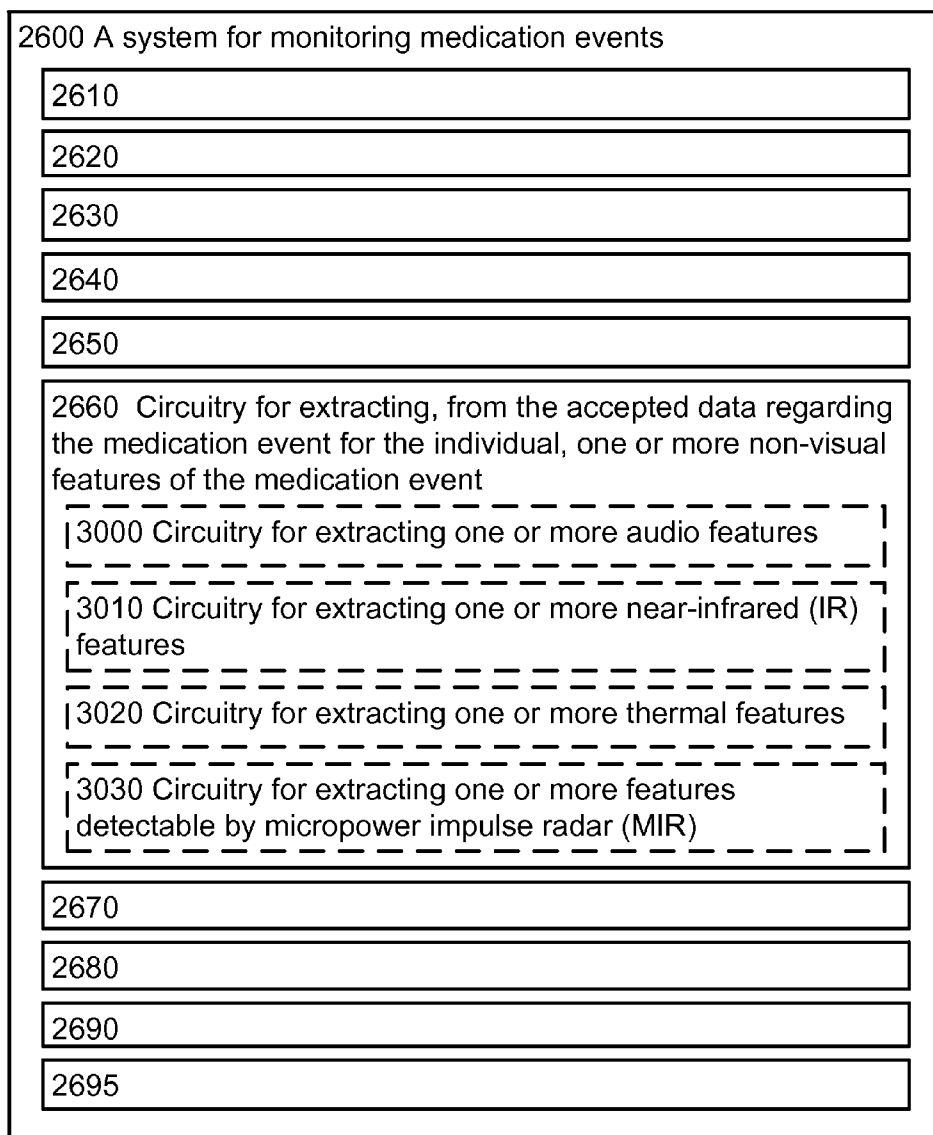 2600 A system for monitoring medication events
2610
2620
2630
2640
2650
2660 Circuitry for extracting, from the accepted data regarding
the medication event for the individual, one or more non-visual
features of the medication event
3000 Circuitry for extracting one or more audio features
3010 Circuitry for extracting one or more near-infrared (IR)
features
3020 Circuitry for extracting one or more thermal features
3030 Circuitry for extracting one or more features
detectable by micropower impulse radar (MIR)
2670
2680
2690
2695